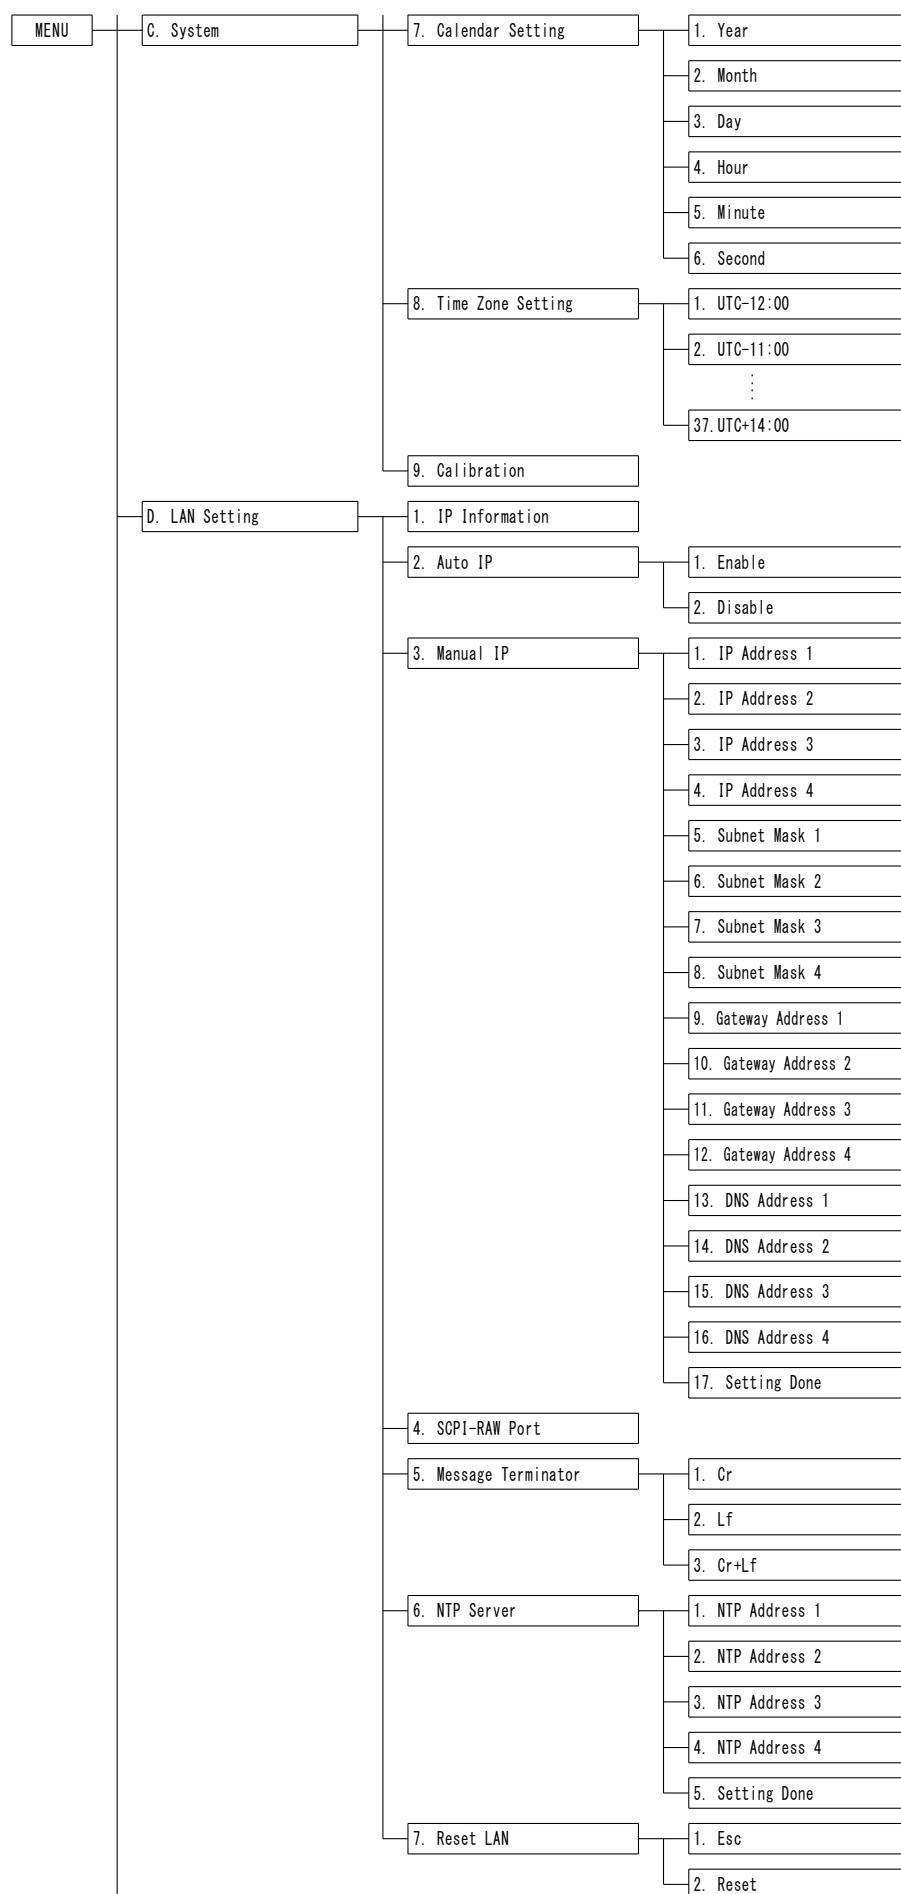 MENU
C. System
7. Calendar Setting
1. Year
2. Month
3. Day
4. Hour
5. Minute
6. Second
8. Time Zone Setting
1. UTC-12:00
2. UTC-11:00
37.UTC+14:00
9. Calibration
D. LAN Setting
1. IP Information
2. Auto IP
1. Enable
2. Disable
3. Manual IP
1. IP Address 1
2. IP Address 2
3. IP Address 3
4. IP Address 4
5. Subnet Mask 1
6. Subnet Mask 2
7. Subnet Mask 3
8. Subnet Mask 4
9. Gateway Address 1
10. Gateway Address 2
11. Gateway Address 3
12. Gateway Address 4
13. DNS Address 1
14. DNS Address 2
15. DNS Address 3
16. DNS Address 4
17. Setting Done
4. SCPI-RAW Port
5. Message Terminator
1. Cr
2. Lf
3. Cr+Lf
6. NTP Server
1. NTP Address 1
2. NTP Address 2
3. NTP Address 3
4. NTP Address 4
5. Setting Done
7. Reset LAN
1. Esc
2. Reset